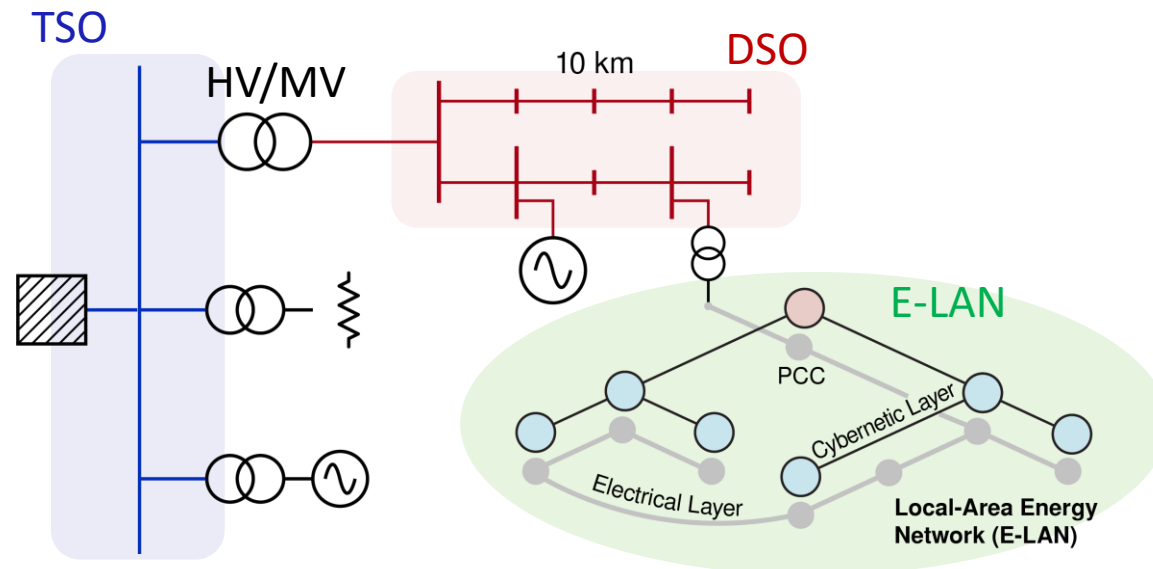 TSO
HV/MV
10 km
DSO
E-LAN
PCC
Cybernetic Layer
Electrical Layer
Local-Area Energy
Network (E-LAN)